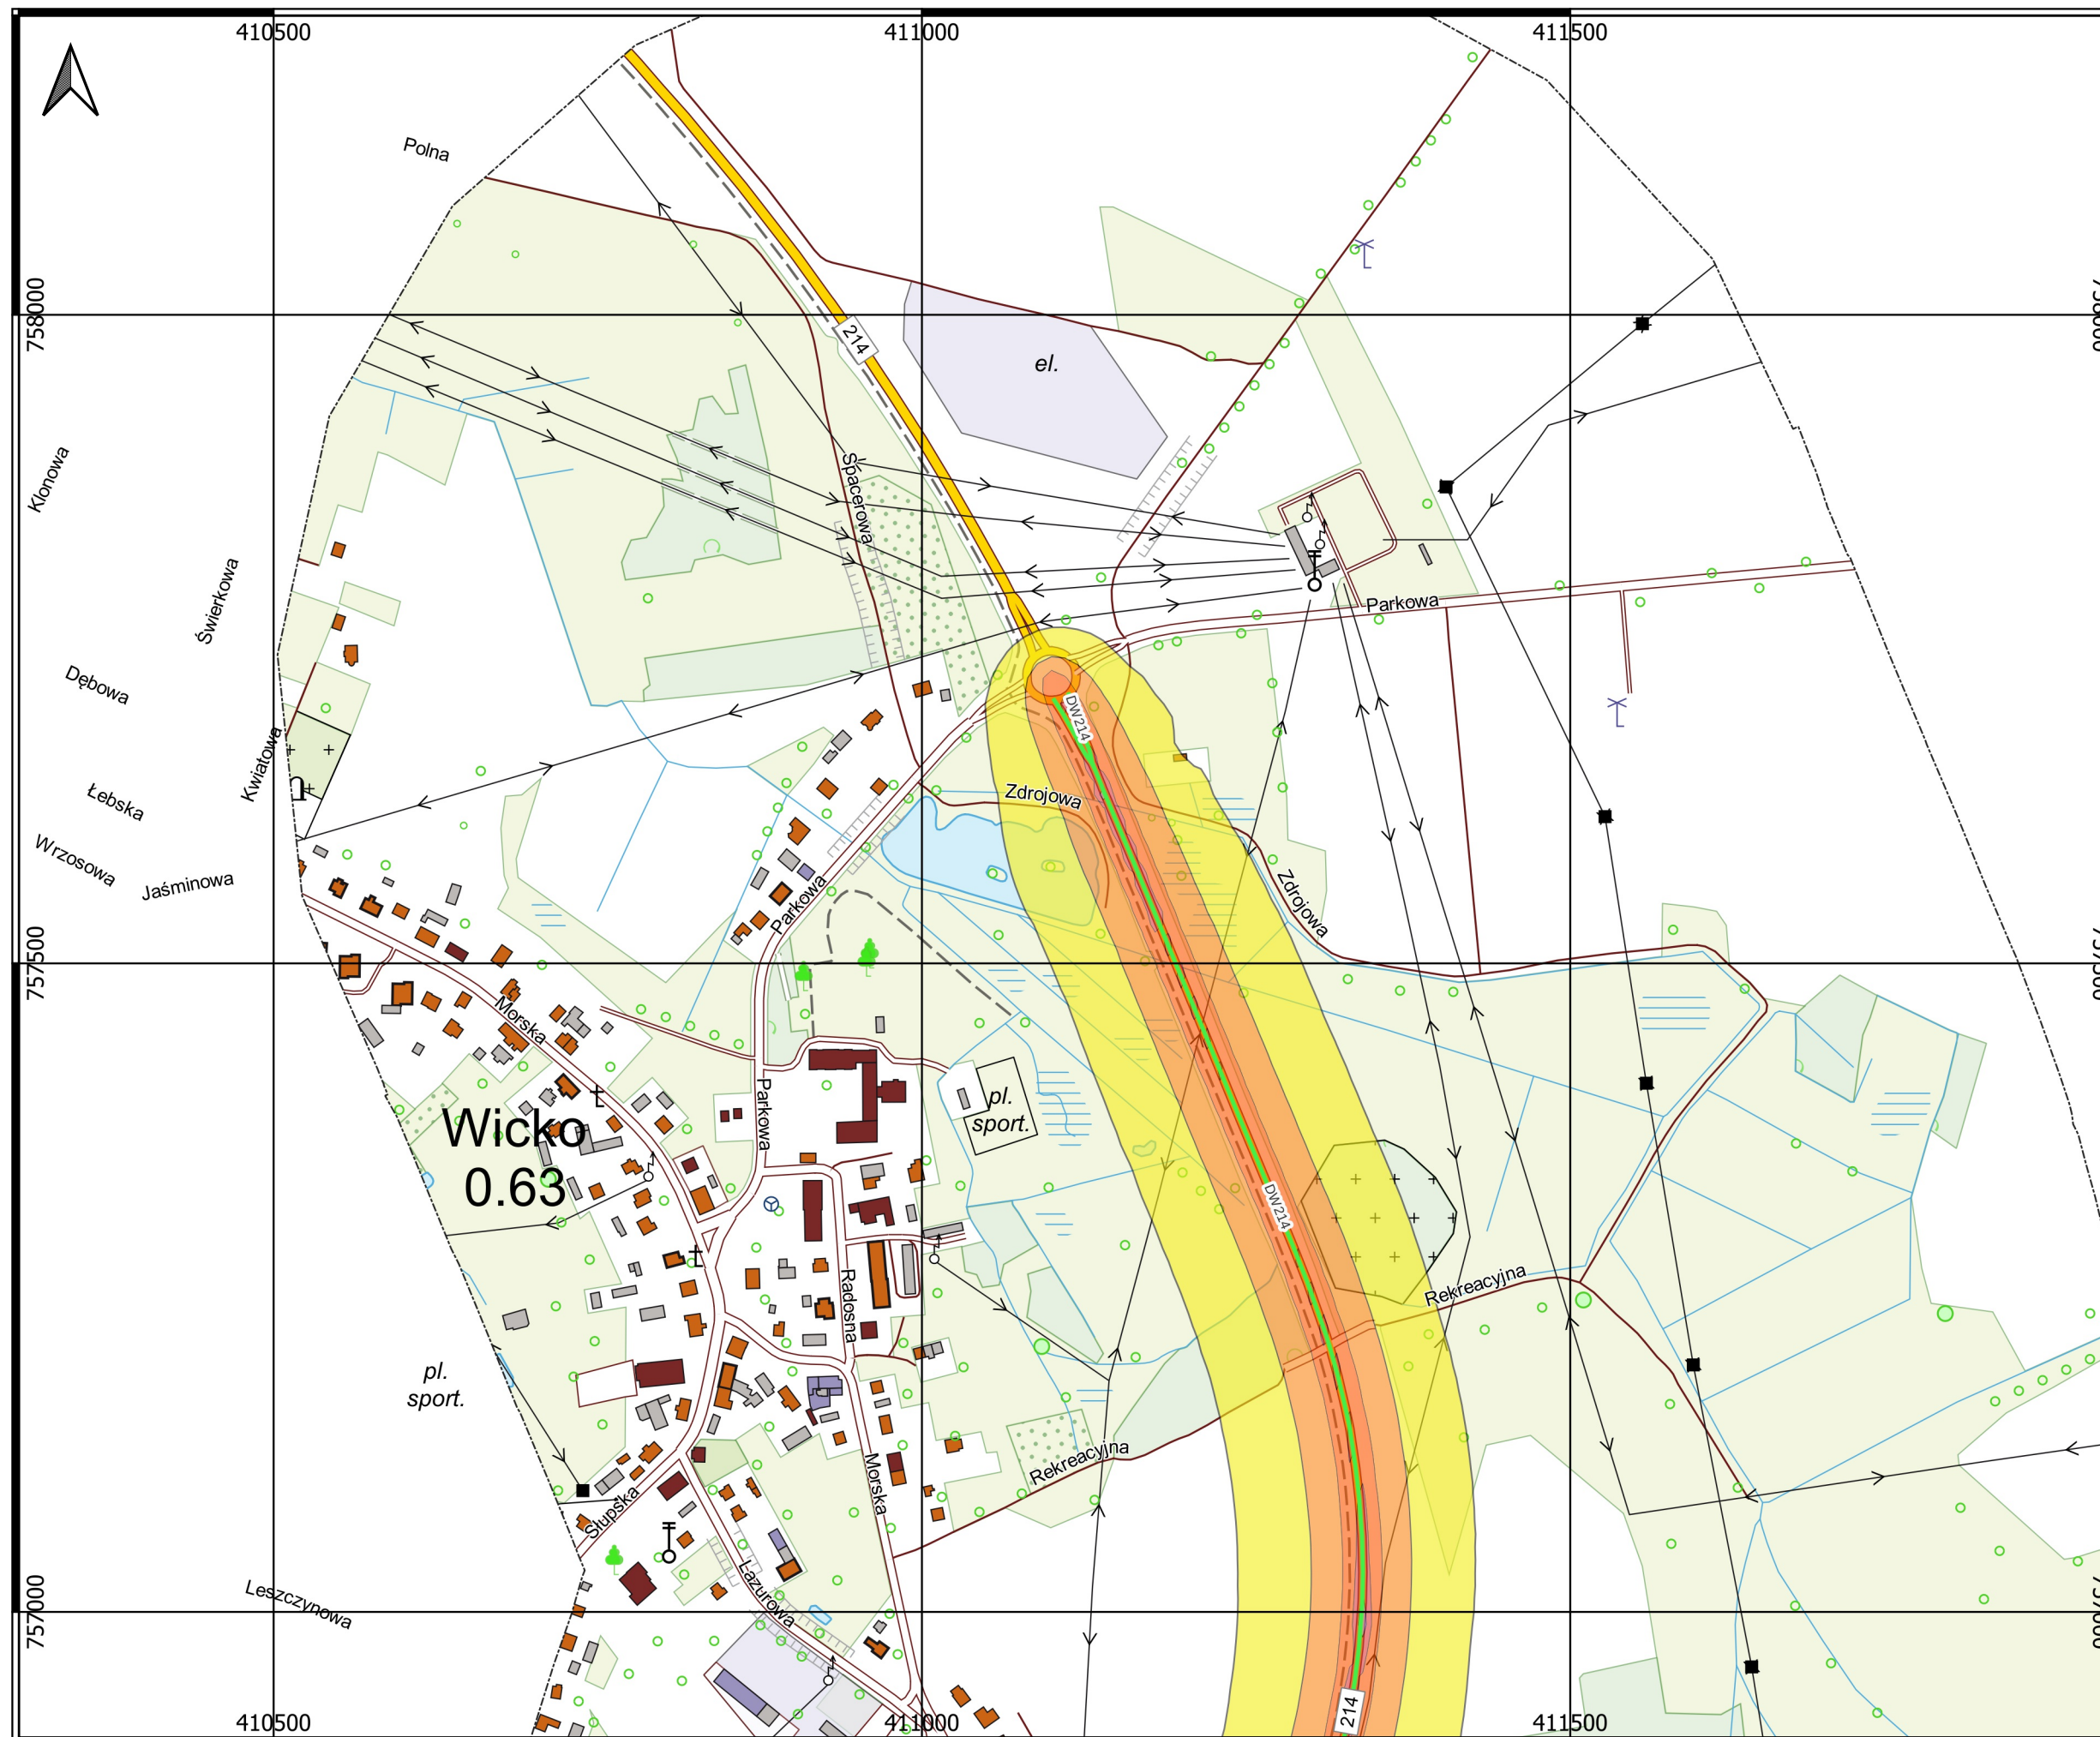 410500
411000
411500
Polna
758000
214
el.
Klonowa
Spacerowa
Świerkowa
Parkowa
Dębowa
DW214
Kwiatowa
Łebska
Zdrojowa
Wrzosowa
Jaśminowa
Parkowa
Zdrojowa
757500
Morska
Parkowa
pl.
sport.
Wicko
0.63
DW214
Rekreacyjna
Radosna
pl.
sport.
Rekreacyjna
Morska
Słupska
Lazurowa
Leszczynowa
757000
214
410500
411000
411500